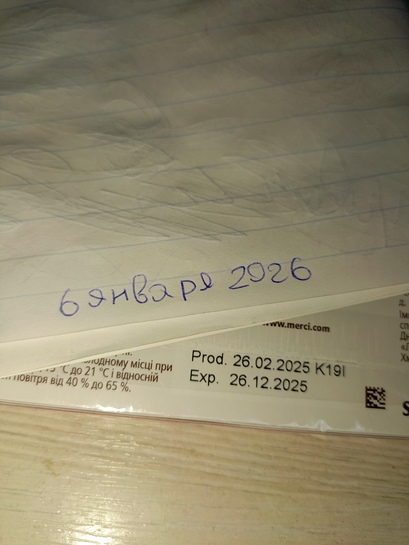 6 января 2026
www.merci.com
лодному місці при
°C до 21 °C і відносній
повітря від 40 % до 65 %.
Prod. 26.02.2025 K19I
Exp. 26.12.2025